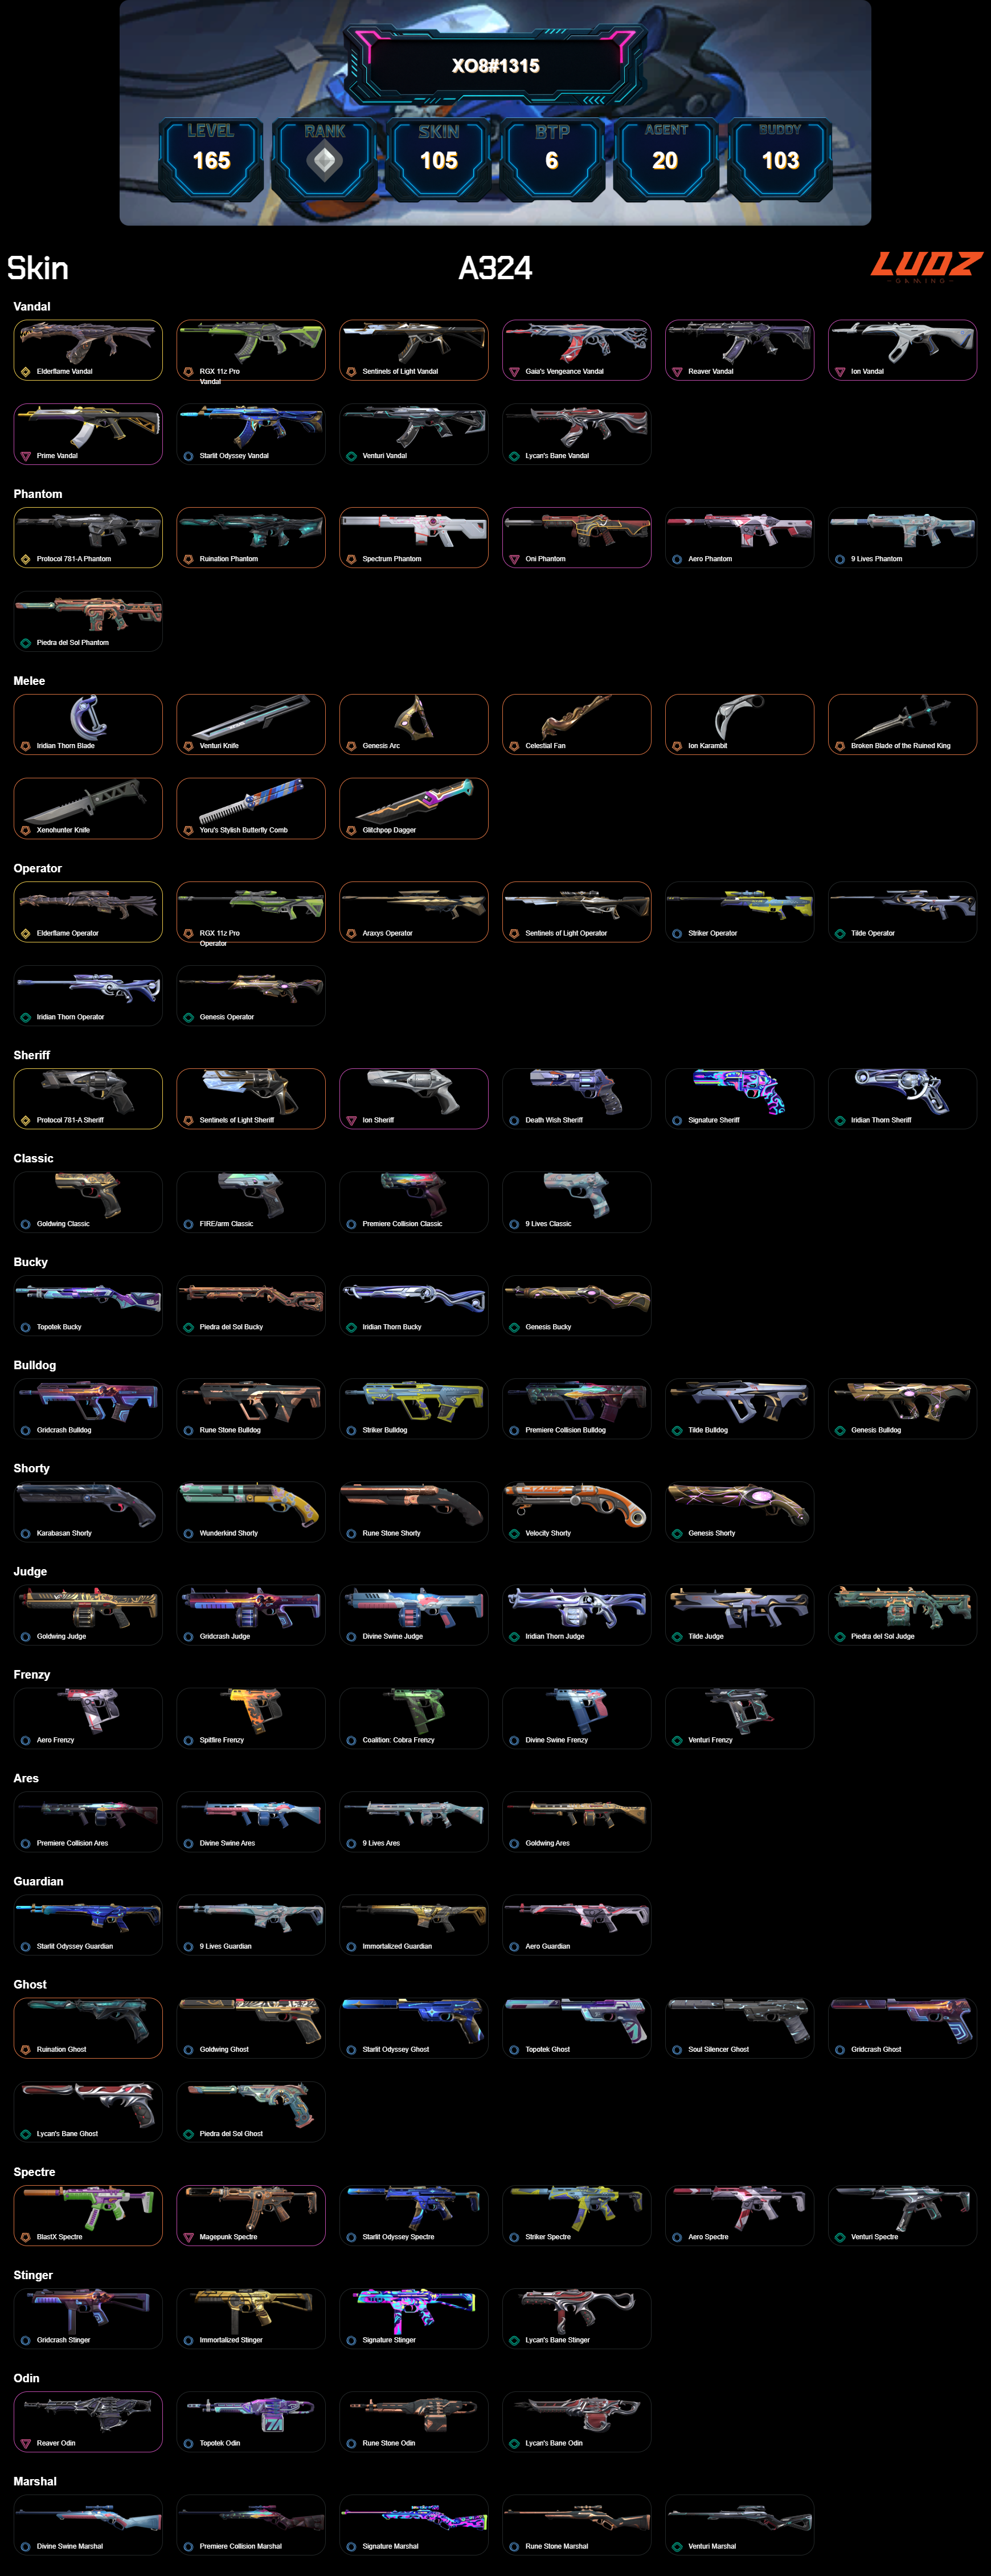 XO8#1315
LEVEL
RANK
SKIN
BTP
AGENT
BUDDY
165
105
6
20
103
Skin
A324
LUOZ
GAMING
Vandal
Elderflame Vandal
RGX 11z Pro
Vandal
Sentinels of Light Vandal
Gaia's Vengeance Vandal
Reaver Vandal
Ion Vandal
Prime Vandal
Starlit Odyssey Vandal
Venturi Vandal
Lycan's Bane Vandal
Phantom
Protocol 781-A Phantom
Ruination Phantom
Spectrum Phantom
Oni Phantom
Aero Phantom
9 Lives Phantom
Piedra del Sol Phantom
Melee
Iridian Thorn Blade
Venturi Knife
Genesis Arc
Celestial Fan
Ion Karambit
Broken Blade of the Ruined King
Xenohunter Knife
Yoru's Stylish Butterfly Comb
Glitchpop Dagger
Operator
Elderflame Operator
RGX 11z Pro
Operator
Araxys Operator
Sentinels of Light Operator
Striker Operator
Tilde Operator
Iridian Thorn Operator
Genesis Operator
Sheriff
Protocol 781-A Sheriff
Sentinels of Light Sheriff
Ion Sheriff
Death Wish Sheriff
Signature Sheriff
Iridian Thorn Sheriff
Classic
Goldwing Classic
FIRE/arm Classic
Premiere Collision Classic
9 Lives Classic
Bucky
Topotek Bucky
Piedra del Sol Bucky
Iridian Thorn Bucky
Genesis Bucky
Bulldog
Gridcrash Bulldog
Rune Stone Bulldog
Striker Bulldog
Premiere Collision Bulldog
Tilde Bulldog
Genesis Bulldog
Shorty
Karabasan Shorty
Wunderkind Shorty
Rune Stone Shorty
Velocity Shorty
Genesis Shorty
Judge
Goldwing Judge
Gridcrash Judge
Divine Swine Judge
Iridian Thorn Judge
Tilde Judge
Piedra del Sol Judge
Frenzy
Aero Frenzy
Spitfire Frenzy
Coalition: Cobra Frenzy
Divine Swine Frenzy
Venturi Frenzy
Ares
Premiere Collision Ares
Divine Swine Ares
9 Lives Ares
Goldwing Ares
Guardian
Starlit Odyssey Guardian
9 Lives Guardian
Immortalized Guardian
Aero Guardian
Ghost
Ruination Ghost
Goldwing Ghost
Starlit Odyssey Ghost
Topotek Ghost
Soul Silencer Ghost
Gridcrash Ghost
Lycan's Bane Ghost
Piedra del Sol Ghost
Spectre
BlastX Spectre
Magepunk Spectre
Starlit Odyssey Spectre
Striker Spectre
Aero Spectre
Venturi Spectre
Stinger
Gridcrash Stinger
Immortalized Stinger
Signature Stinger
Lycan's Bane Stinger
Odin
Reaver Odin
Topotek Odin
Rune Stone Odin
Lycan's Bane Odin
Marshal
Divine Swine Marshal
Premiere Collision Marshal
Signature Marshal
Rune Stone Marshal
Venturi Marshal